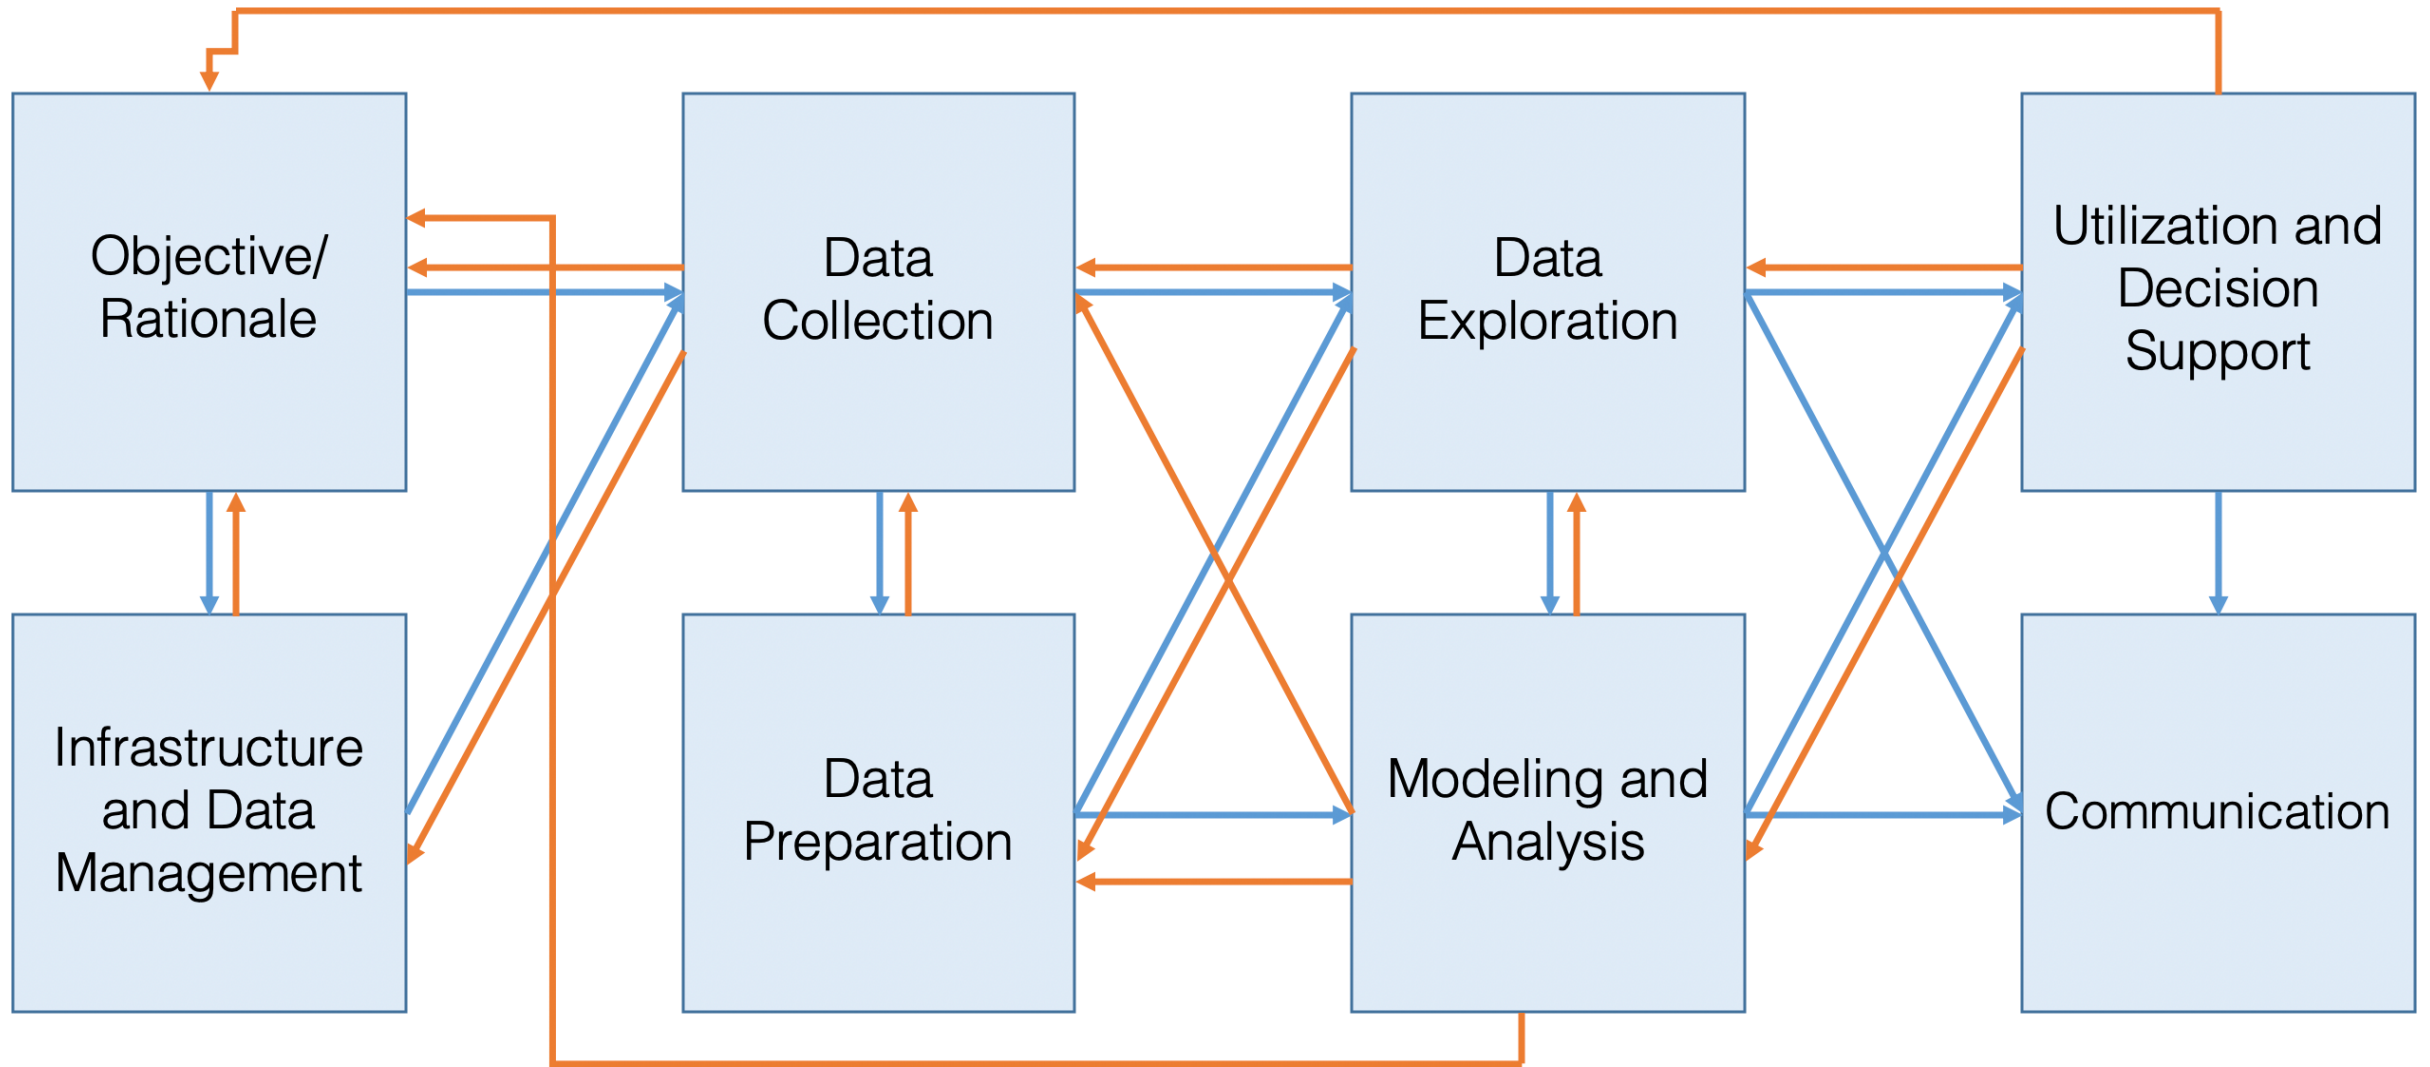 Objective/
Rationale
Data
Collection
Data
Exploration
Utilization and
Decision
Support
Infrastructure
and Data
Management
Data
Preparation
Modeling and
Analysis
Communication